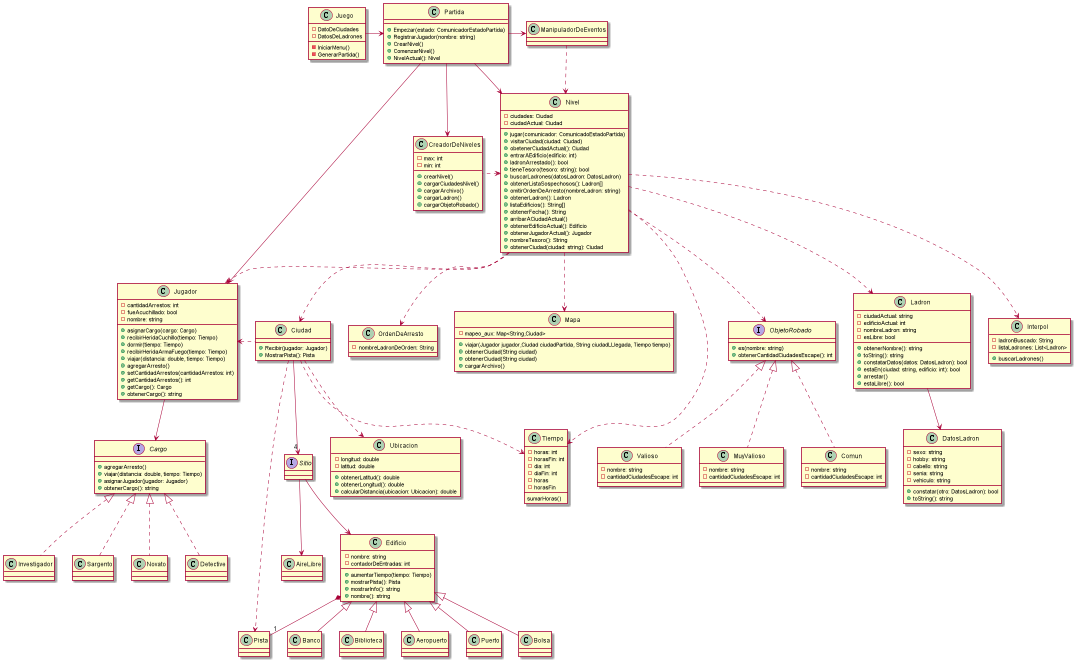 Juego
DatoDeCiudades
DatosDeLadrones
IniciarMenu()
GenerarPartida()
Partida
Empezar(estado: ComunicadorEstadoPartida)
RegistrarJugador(nombre: string)
CrearNivel()
ComenzarNivel()
NivelActual(): Nivel
ManipuladorDeEventos
Nivel
ciudades: Ciudad
ciudadActual: Ciudad
jugar(comunicador: ComunicadoEstadoPartida)
visitarCiudad(ciudad: Ciudad)
obetenerCiudadActual(): Ciudad
entrarAEdificio(edificio: int)
ladronArrestado(): bool
tieneTesoro(tesoro: string): bool
buscarLadrones(datosLadron: DatosLadron)
obtenerListaSospechosos(): Ladron[]
emitirOrdenDeArresto(nombreLadron: string)
obtenerLadron(): Ladron
listaEdificios(): String[]
obtenerFecha(): String
arribarACiudadActual()
obtenerEdificioActual(): Edificio
obtenerJugadorActual(): Jugador
nombreTesoro(): String
obtenerCiudad(ciudad: string): Ciudad
CreadorDeNiveles
max: int
min: int
crearNivel()
cargarCiudadesNivel()
cargarArchivo()
cargarLadron()
cargarObjetoRobado()
Jugador
cantidadArrestos: int
fueAcuchillado: bool
nombre: string
asignarCargo(cargo: Cargo)
recibirHeridaCuchillo(tiempo: Tiempo)
dormir(tiempo: Tiempo)
recibirHeridaArmaFuego(tiempo: Tiempo)
viajar(distancia: double, tiempo: Tiempo)
agregarArresto()
setCantidadArrestos(cantidadArrestos: int)
getCantidadArrestos(): int
getCargo(): Cargo
obtenerCargo(): string
Ciudad
Recibir(jugador: Jugador)
MostrarPista(): Pista
OrdenDeArresto
nombreLadronDeOrden: String
Mapa
mapeo_aux: Map<String,Ciudad>
viajar(Jugador jugador,Ciudad ciudadPartida, String ciudadLLegada, Tiempo tiempo)
obtenerCiudad(String ciudad)
obtenerCiudad(String ciudad)
cargarArchivo()
ObjetoRobado
es(nombre: string)
obtenerCantidadCiudadesEscape(): int
Ladron
ciudadActual: string
edificioActual: int
nombreLadron: string
esLibre: bool
obtenerNombre(): string
toString(): string
constatarDatos(datos: DatosLadron): bool
estaEn(ciudad: string, edificio: int): bool
arrestar()
estaLibre(): bool
Interpol
ladronBuscado: String
listaLadrones: List<Ladron>
buscarLadrones()
Cargo
agregarArresto()
viajar(distancia: double, tiempo: Tiempo)
asignarJugador(jugador: Jugador)
obtenerCargo(): string
4
Sitio
Ubicacion
longitud: double
latitud: double
obtenerLatitud(): double
obtenerLongitud(): double
calcularDistancia(ubicacion: Ubicacion): double
Tiempo
horas: int
horasFin: int
dia: int
diaFin: int
horas
horasFin
sumarHoras()
Valioso
nombre: string
cantidadCiudadesEscape: int
MuyValioso
nombre: string
cantidadCiudadesEscape: int
Comun
nombre: string
cantidadCiudadesEscape: int
DatosLadron
sexo: string
hobby: string
cabello: string
senia: string
vehiculo: string
constatar(otro: DatosLadron): bool
toString(): string
Investigador
Sargento
Novato
Detective
AireLibre
Edificio
nombre: string
contadorDeEntradas: int
aumentarTiempo(tiempo: Tiempo)
mostrarPista(): Pista
mostrarInfo(): string
nombre(): string
1
Pista
Banco
Biblioteca
Aeropuerto
Puerto
Bolsa